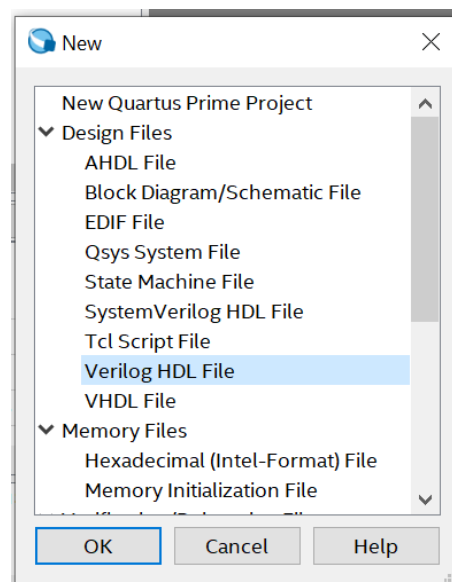 New
New Quartus Prime Project
Design Files
AHDL File
Block Diagram/Schematic File
EDIF File
Qsys System File
State Machine File
SystemVerilog HDL File
Tcl Script File
Verilog HDL File
VHDL File
Memory Files
Hexadecimal (Intel-Format) File
Memory Initialization File
OK
Cancel
Help